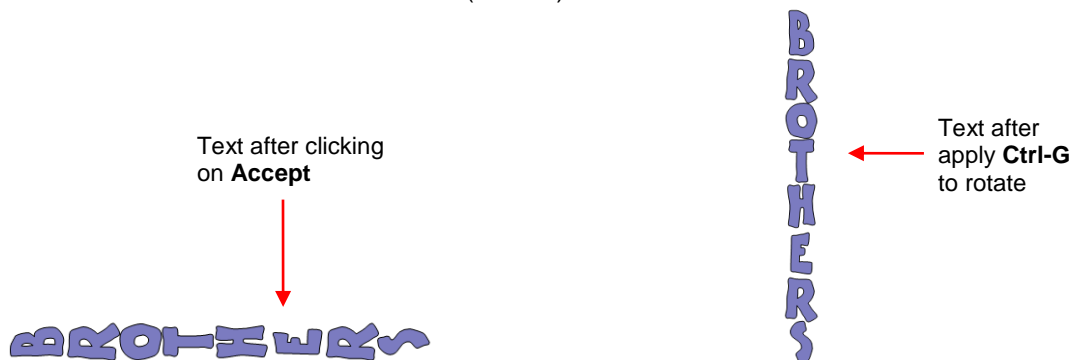 Text after clicking
on Accept
BROTHERS
BROTHERS
Text after
apply Ctrl-G
to rotate